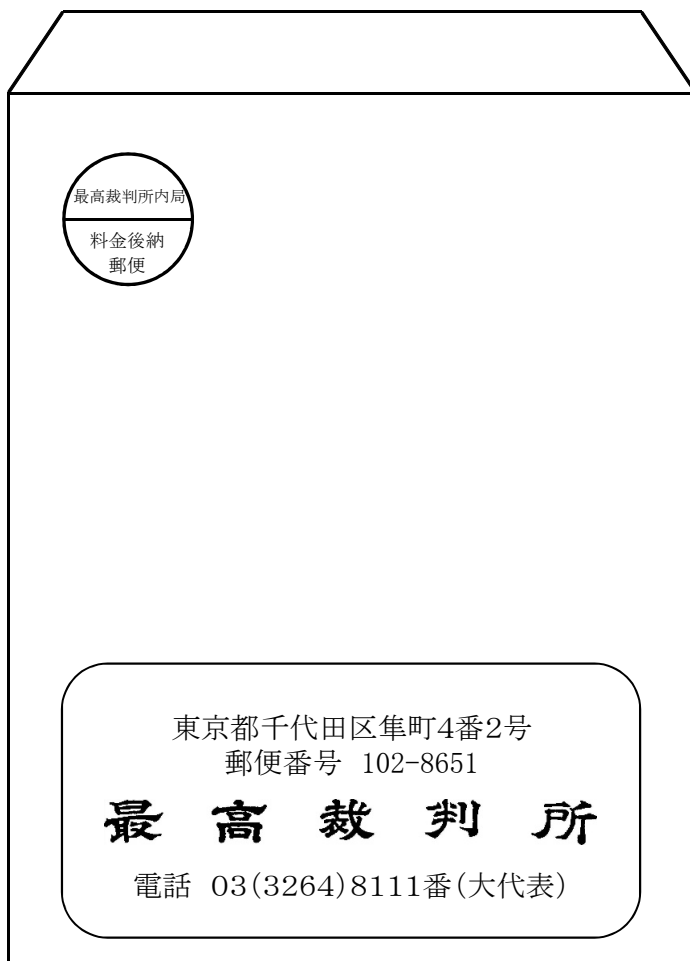 最高裁判所内局
料金後納
郵便
東京都千代田区隼町4番2号
郵便番号 102-8651
最高裁判所
電話 03(3264)8111番(大代表)